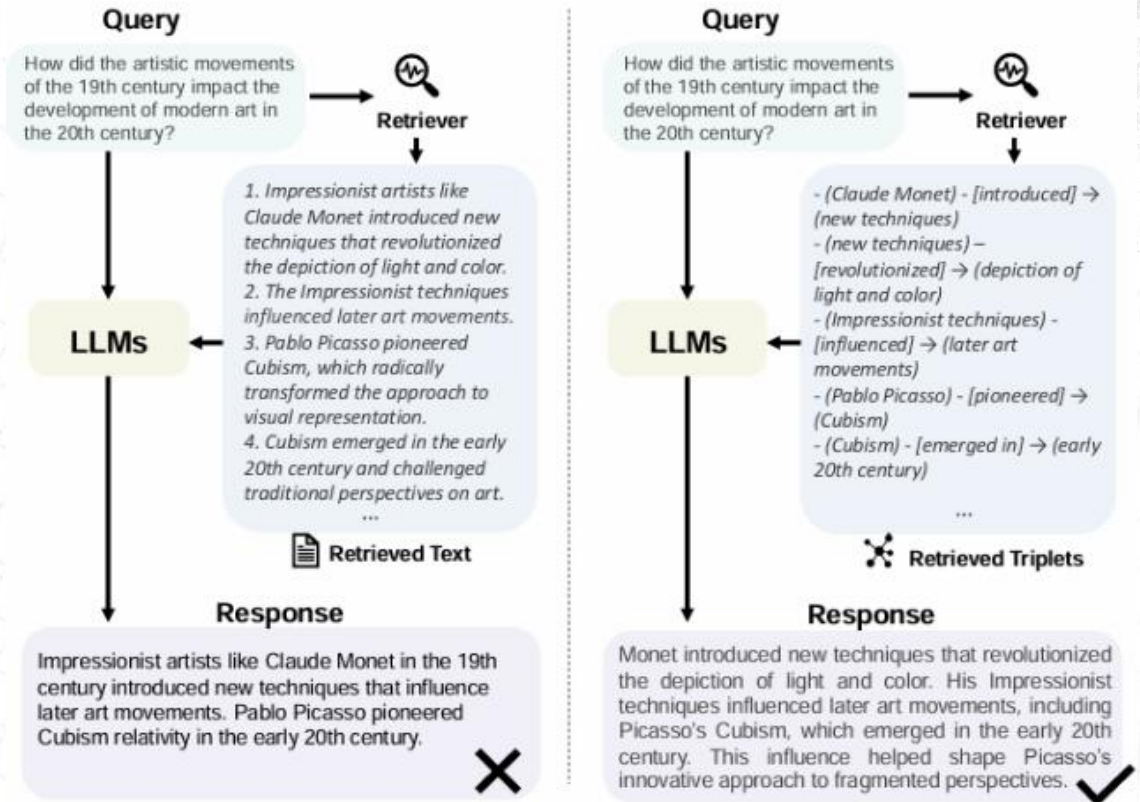 Query
How did the artistic movements
of the 19th century impact the
development of modern art in
the 20th century?
Retriever
1. Impressionist artists like
Claude Monet introduced new
techniques that revolutionized
the depiction of light and color.
2. The Impressionist techniques
influenced later art movements.
3. Pablo Picasso pioneered
Cubism, which radically
transformed the approach to
visual representation.
4. Cubism emerged in the early
20th century and challenged
traditional perspectives on art.
...
LLMs
Retrieved Text
Response
Impressionist artists like Claude Monet in the 19th
century introduced new techniques that influence
later art movements. Pablo Picasso pioneered
Cubism relativity in the early 20th century.
Query
How did the artistic movements
of the 19th century impact the
development of modern art in
the 20th century?
Retriever
- (Claude Monet) - [introduced] →
(new techniques)
- (new techniques) –
[revolutionized] → (depiction of
light and color)
- (Impressionist techniques) -
[influenced] → (later art
movements)
- (Pablo Picasso) - [pioneered] →
(Cubism)
- (Cubism) - [emerged in] → (early
20th century)
...
LLMs
Retrieved Triplets
Response
Monet introduced new techniques that revolutionized
the depiction of light and color. His Impressionist
techniques influenced later art movements, including
Picasso's Cubism, which emerged in the early 20th
century. This influence helped shape Picasso's
innovative approach to fragmented perspectives.